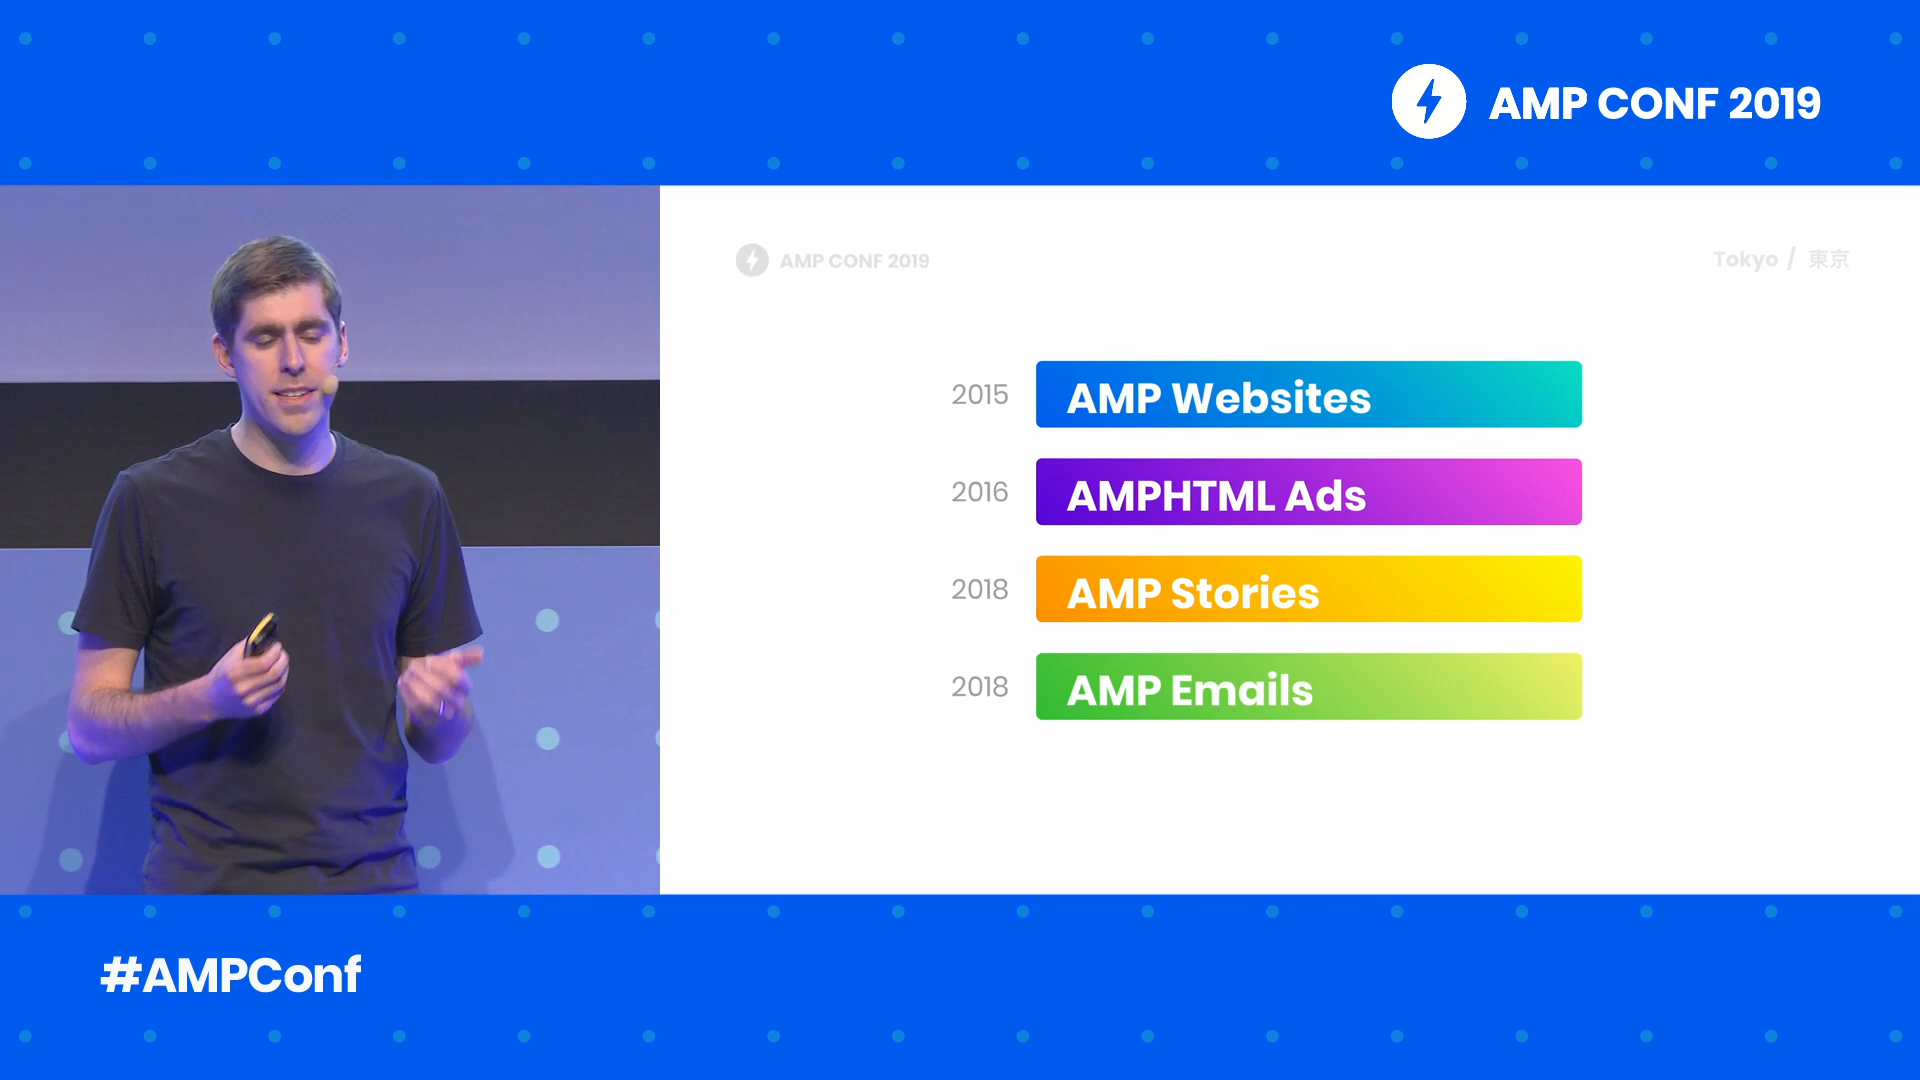 AMP CONF 2019
AMP CONF 2019
Tokyo / 東京
2015 AMP Websites
2016 AMPHTML Ads
2018 AMP Stories
2018 AMP Emails
#AMPConf